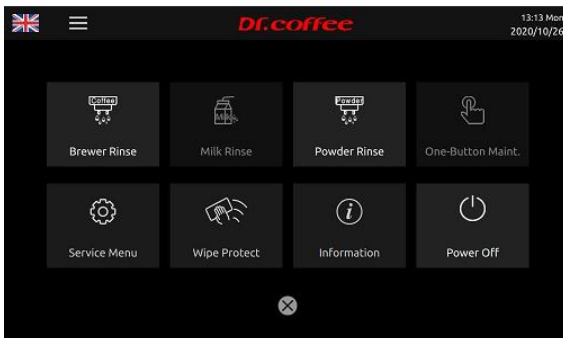 Dr.coffee
13:13 Mon
2020/10/26
Coffee
Milk
Powder
Brewer Rinse
Milk Rinse
Powder Rinse
One-Button Maint.
i
Service Menu
Wipe Protect
Information
Power Off